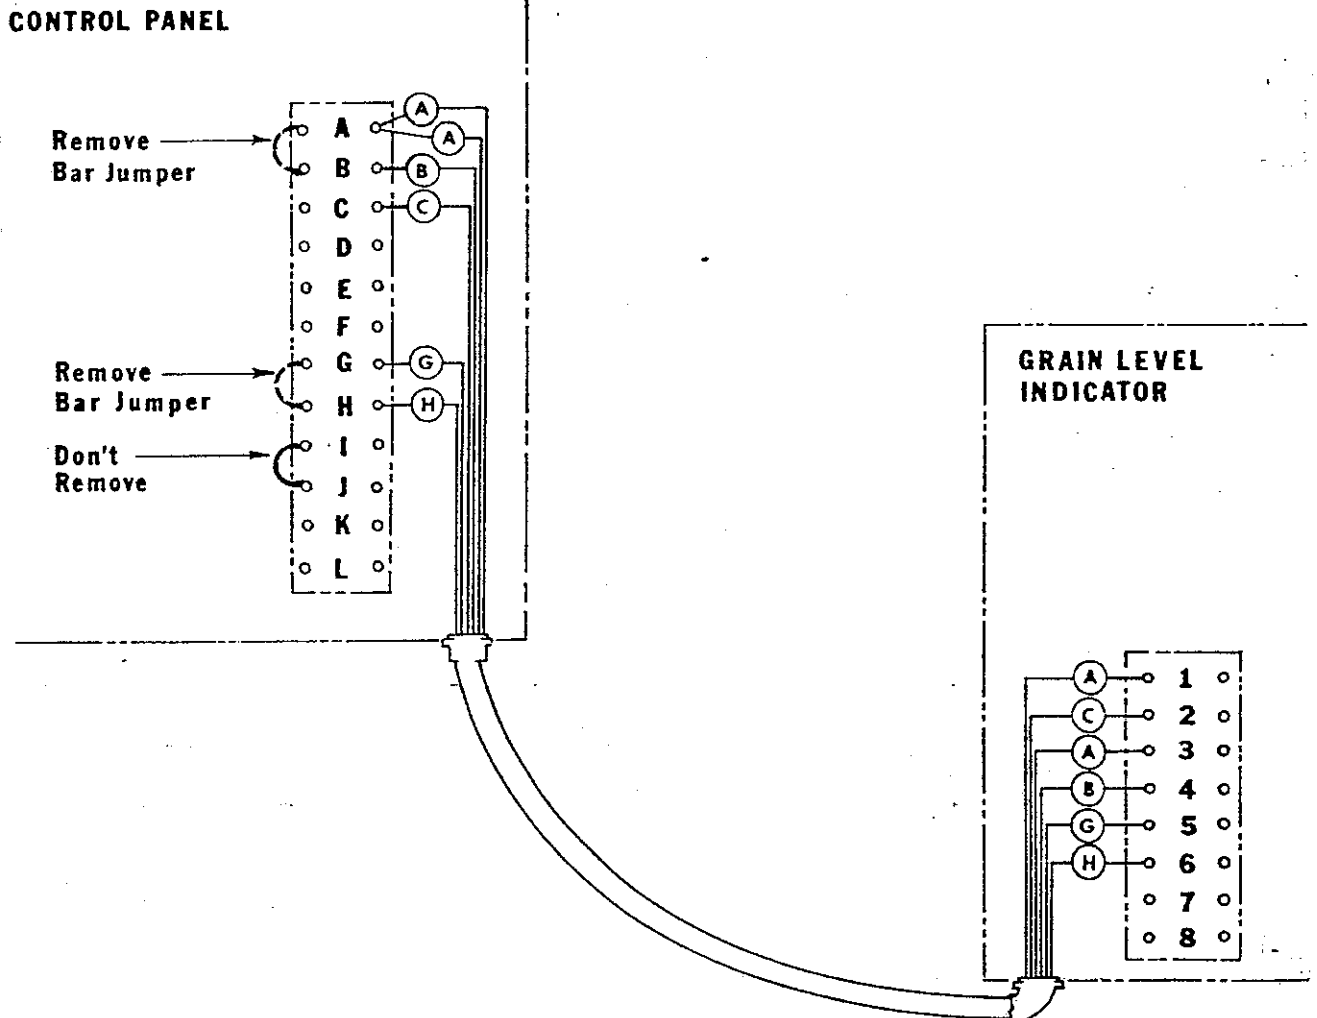 CONTROL PANEL
Remove
Bar Jumper
A
B
C
D
E
F
G
H
I
J
K
L
A
A
B
C
G
H
Remove
Bar Jumper
Don't
Remove
GRAIN LEVEL
INDICATOR
A 1
C 2
A 3
B 4
G 5
H 6
7
8